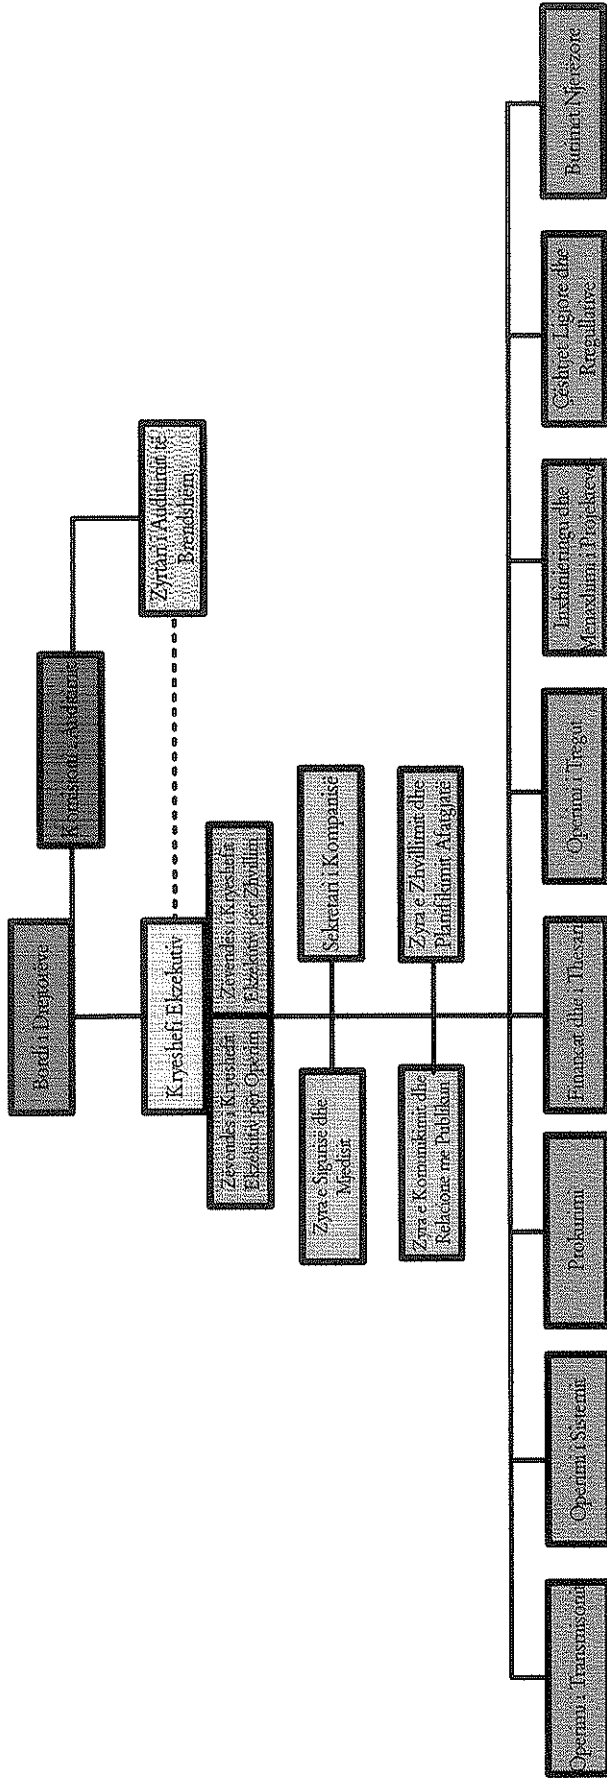 Bordi i Drejtorëve
Komisioni i Auditimit
Zyrtari i Auditimit të
Brendshëm
Kryeshefi Ekzekutiv
Zëvendës i Kryeshefit
Ekzekutiv për Operim
Zëvendës i Kryeshefit
Ekzekutiv për Zhvillim
Zyra e Sigurisë dhe
Mjedisit
Sekretari i Kompanisë
Zyra e Komunikimit dhe
Relacione me Publikun
Zyra e Zhvillimit dhe
Planifikimit Afatgjatë
Operimi i Transmisionit
Operimi i Sistemit
Prokurimi
Financat dhe i Thesarit
Operimi i Tregut
Inxhinieringu dhe
Menaxhimi i Projekteve
Çështjet Ligjore dhe
Rregullative
Burimet Njerëzore